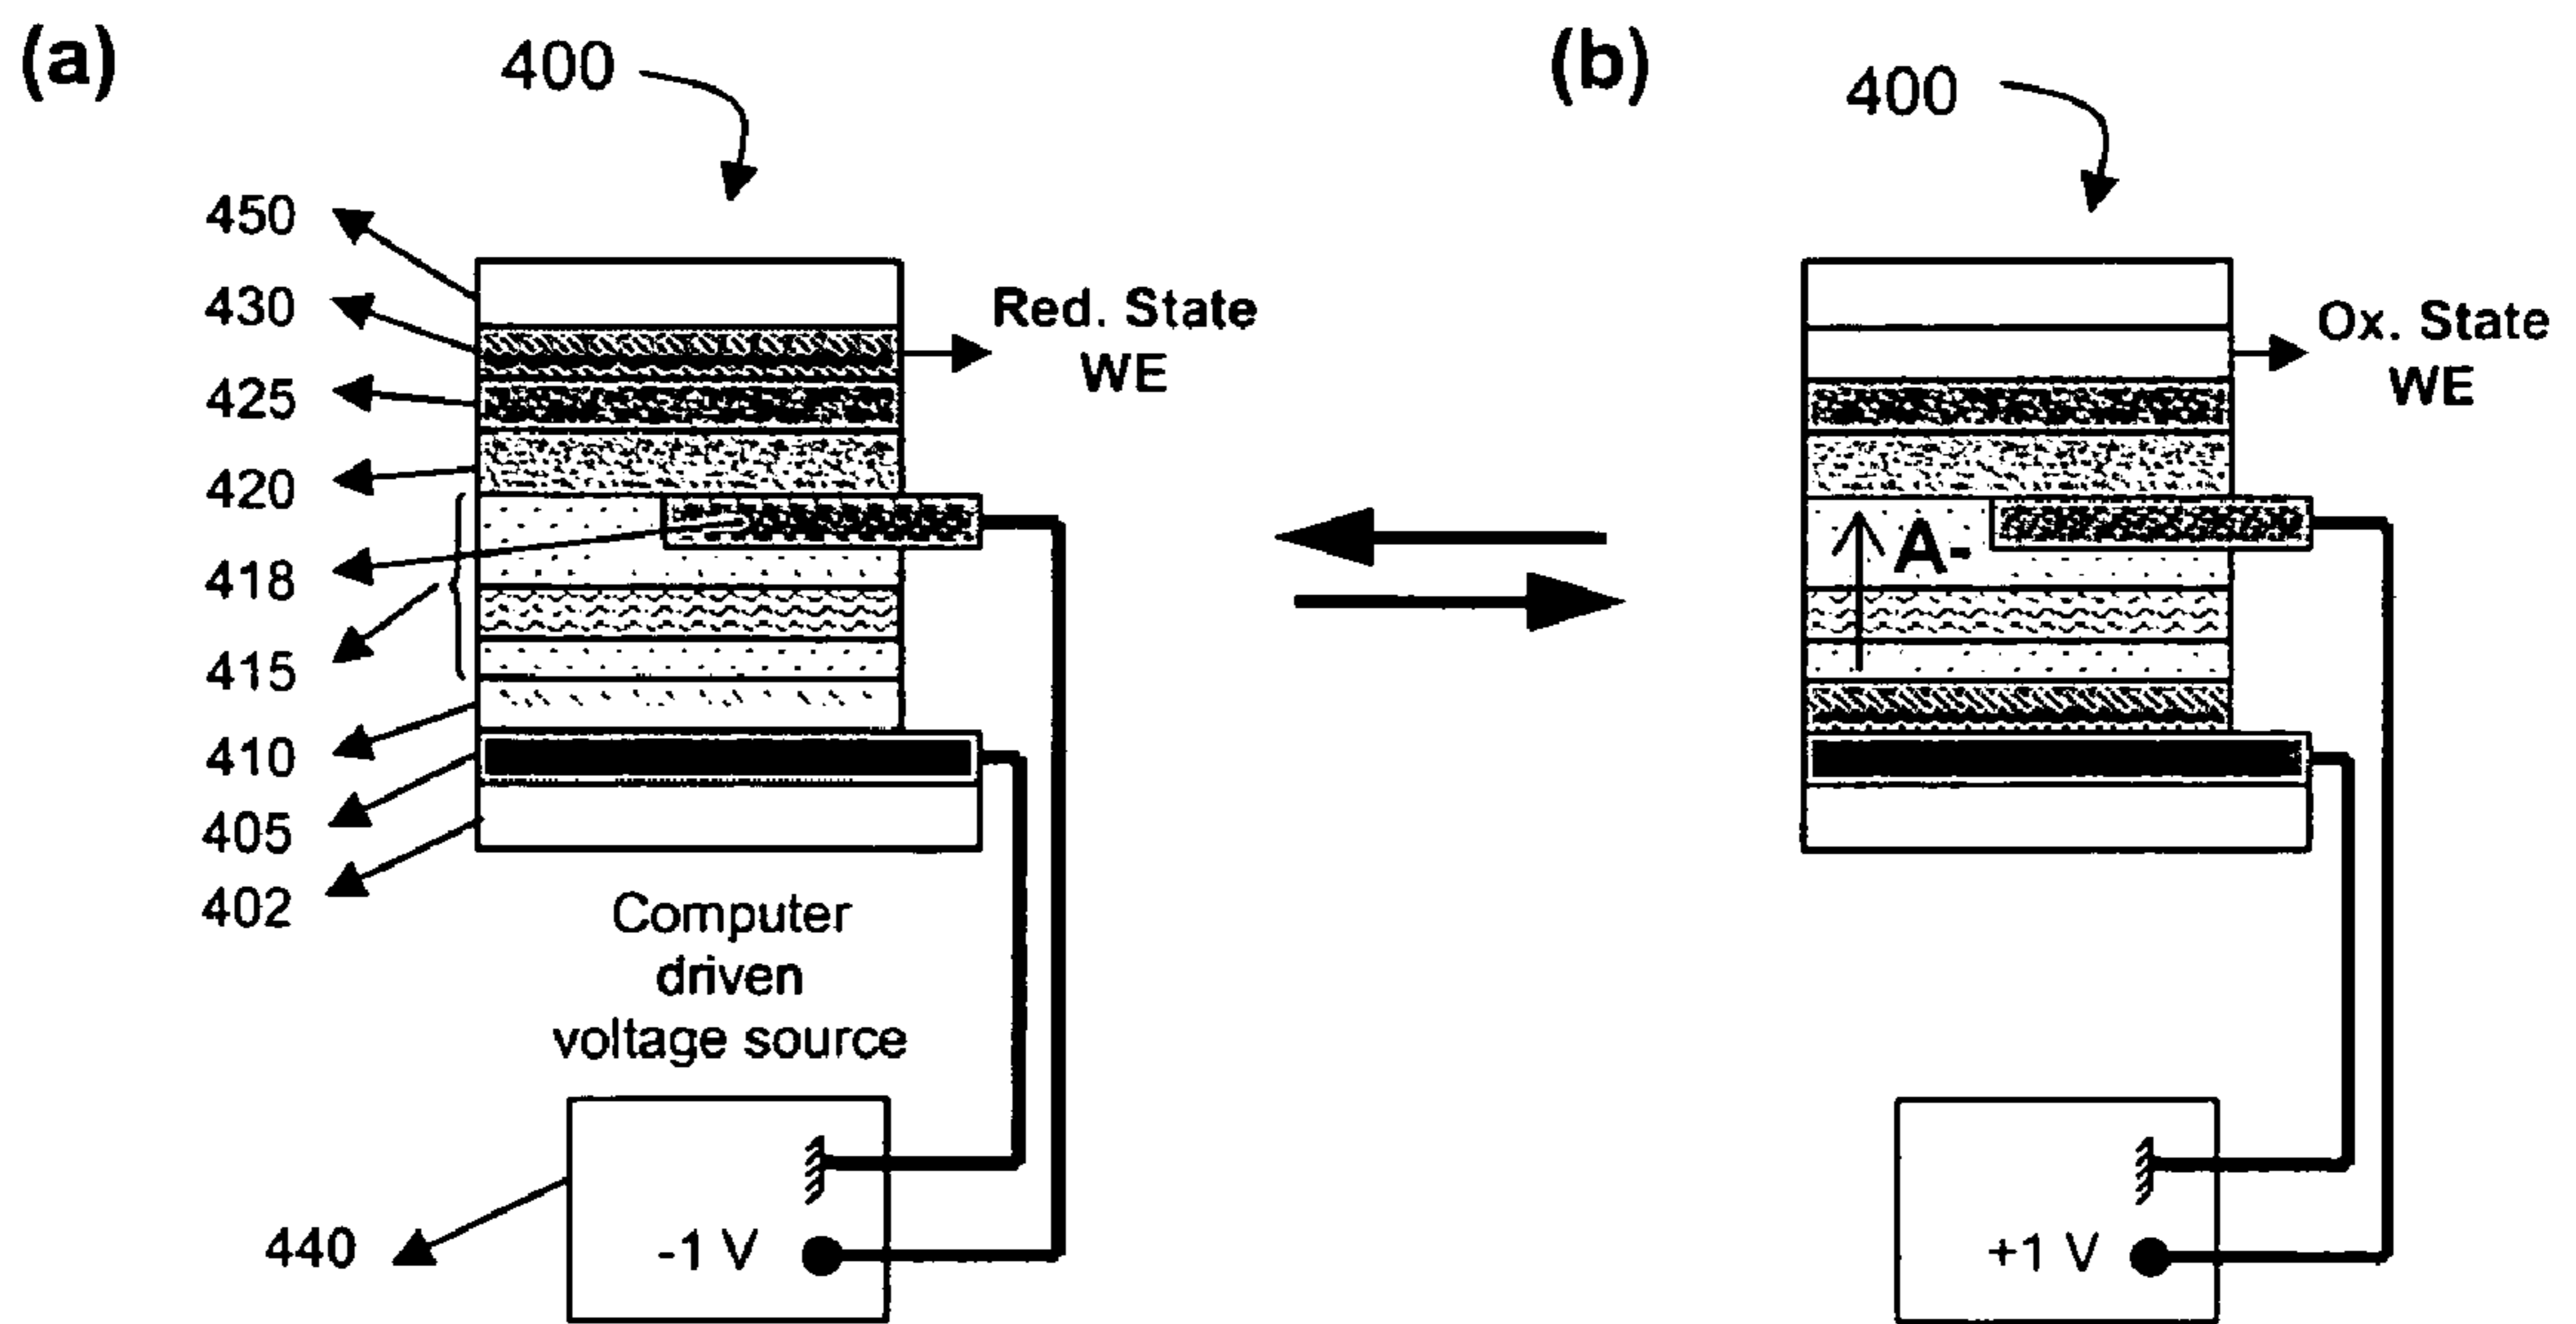 (a)
400
450
430
425
420
418
415
410
405
402
Red. State
WE
Computer
driven
voltage source
440
-1 V
(b)
400
Ox. State
WE
A-
+1 V